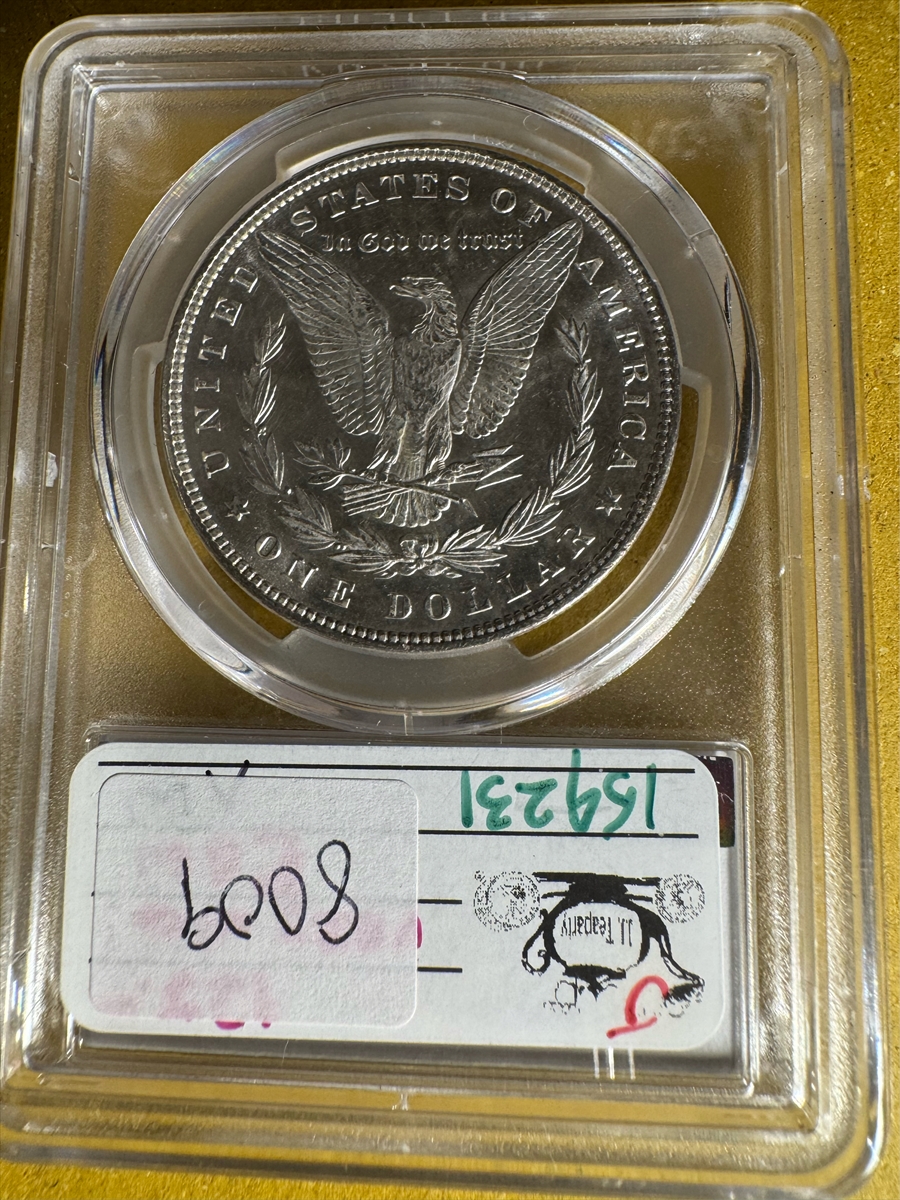 UNITED STATES OF AMERICA
In God we trust
ONE DOLLAR
159231
J.J. Teaparty
8009